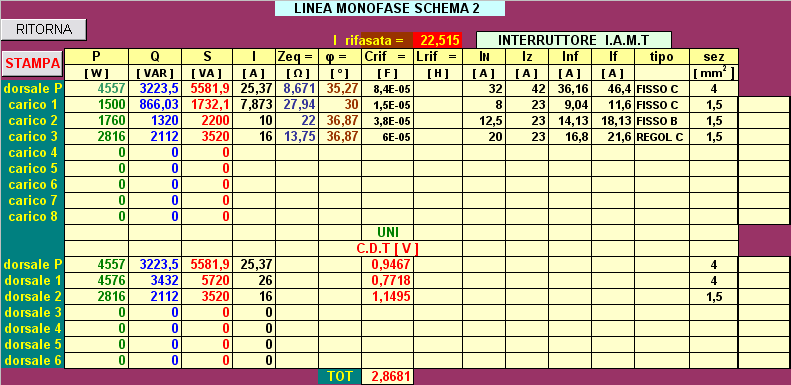 LINEA MONOFASE SCHEMA 2
RITORNA
I rifasata = 22,515 INTERRUTTORE I.A.M.T
STAMPA P Q S I Zeq = φ = Crif = Lrif = IN Iz Inf If tipo sez
[ W ] [ VAR ] [ VA ] [ A ] [ Ω ] [ ° ] [ F ] [ H ] [ A ] [ A ] [ A ] [ A ] [ mm² ]
dorsale P 4557 3223,5 5581,9 25,37 8,671 35,27 8,4E-05 32 42 36,16 46,4 FISSO C 4
carico 1 1500 866,03 1732,1 7,873 27,94 30 1,5E-05 8 23 9,04 11,6 FISSO C 1,5
carico 2 1760 1320 2200 10 22 36,87 3,8E-05 12,5 23 14,13 18,13 FISSO B 1,5
carico 3 2816 2112 3520 16 13,75 36,87 6E-05 20 23 16,8 21,6 REGOL C 1,5
carico 4 0 0 0
carico 5 0 0 0
carico 6 0 0 0
carico 7 0 0 0
carico 8 0 0 0
UNI
C.D.T [ V ]
dorsale P 4557 3223,5 5581,9 25,37 0,9467 4
dorsale 1 4576 3432 5720 26 0,7718 4
dorsale 2 2816 2112 3520 16 1,1495 1,5
dorsale 3 0 0 0 0
dorsale 4 0 0 0 0
dorsale 5 0 0 0 0
dorsale 6 0 0 0 0
TOT 2,8681